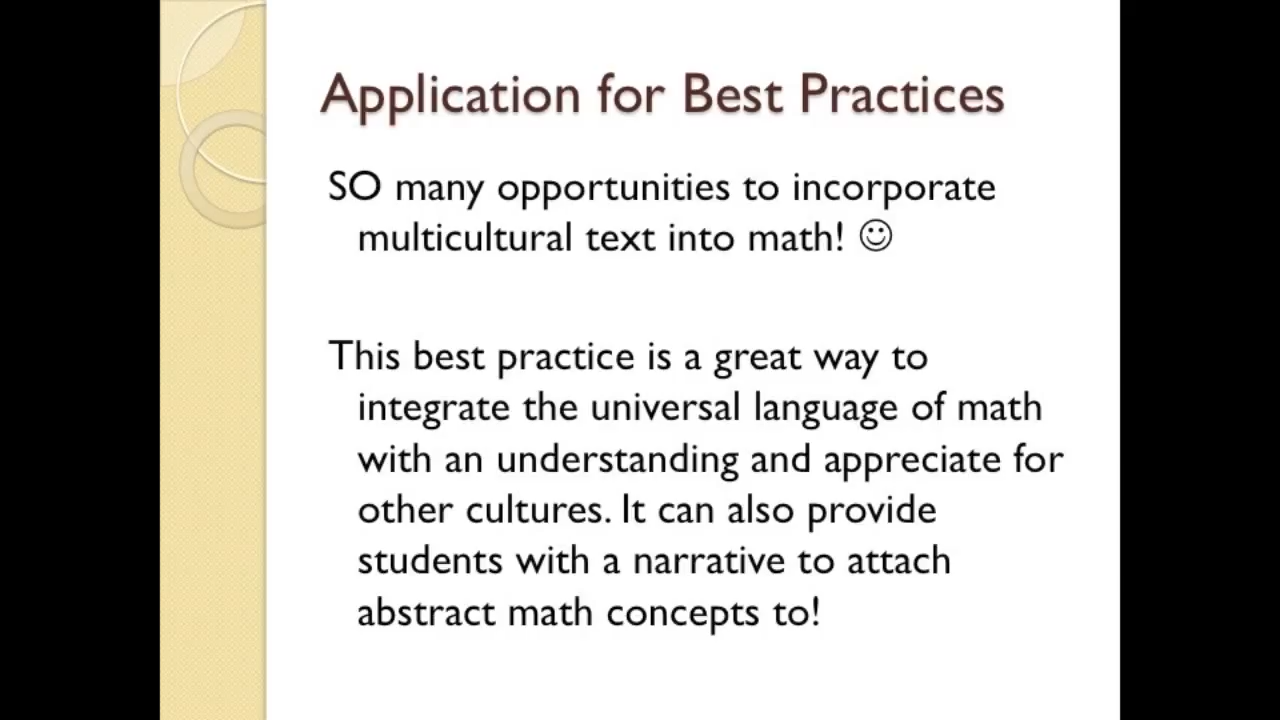 Application for Best Practices
SO many opportunities to incorporate
multicultural text into math! ☺
This best practice is a great way to
integrate the universal language of math
with an understanding and appreciate for
other cultures. It can also provide
students with a narrative to attach
abstract math concepts to!